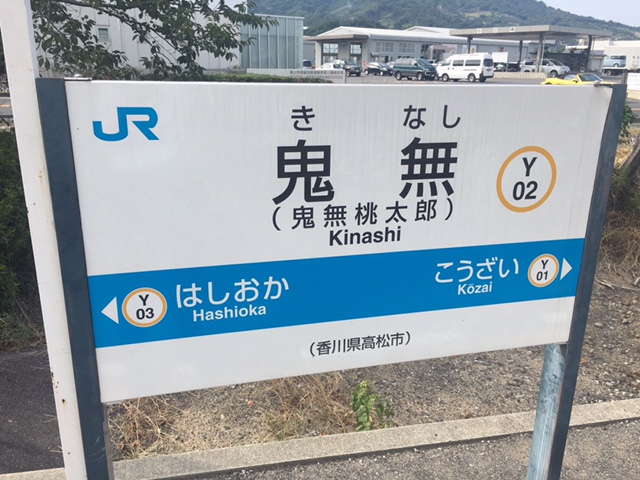 JR
き なし
鬼 無
(鬼無桃太郎)
Kinashi
Y
02
Y
03
はしおか
Hashioka
こうざい
Kōzai
Y
01
(香川県高松市)